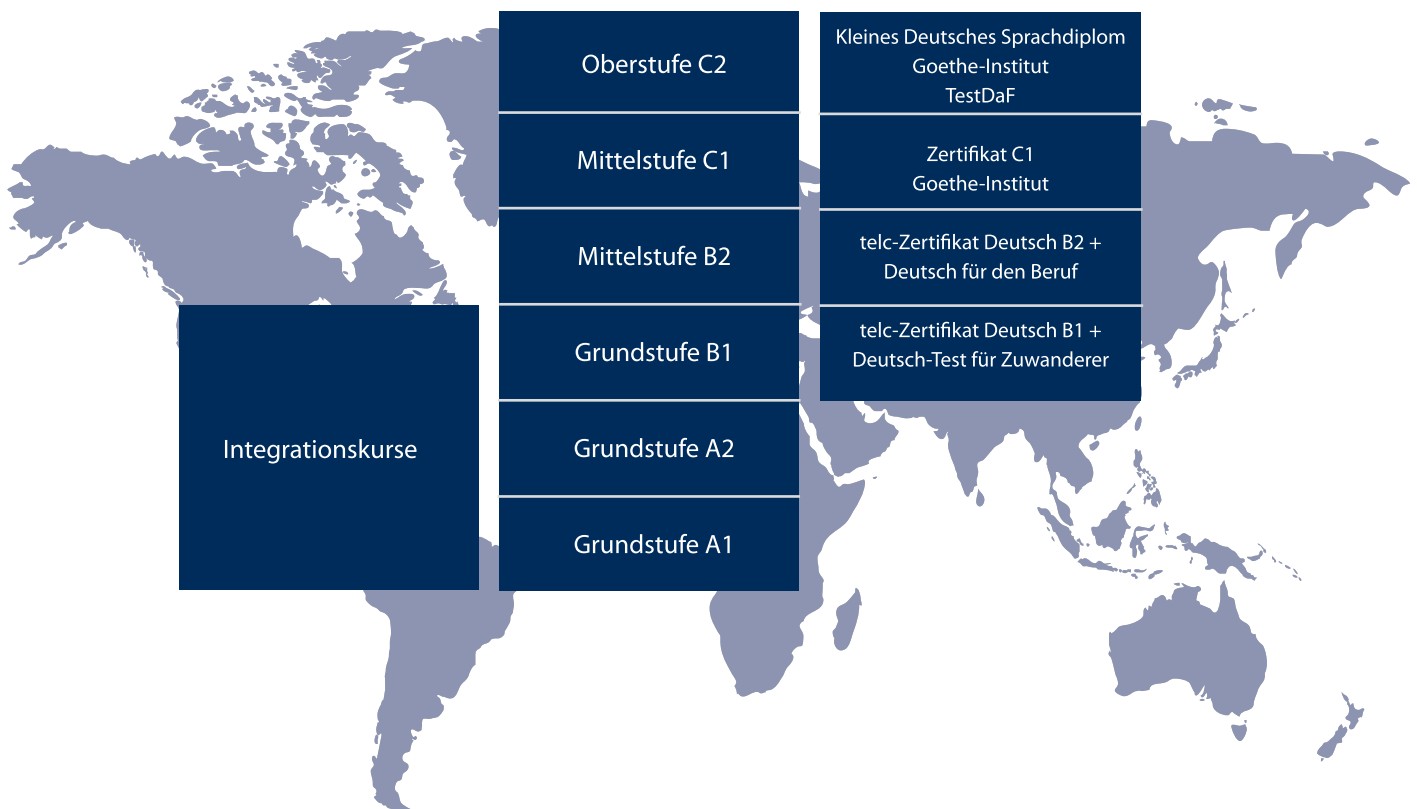 Oberstufe C2
Mittelstufe C1
Mittelstufe B2
Grundstufe B1
Grundstufe A2
Grundstufe A1
Integrationskurse
Kleines Deutsches Sprachdiplom
Goethe-Institut
TestDaF
Zertifikat C1
Goethe-Institut
telc-Zertifikat Deutsch B2 +
Deutsch für den Beruf
telc-Zertifikat Deutsch B1 +
Deutsch-Test für Zuwanderer